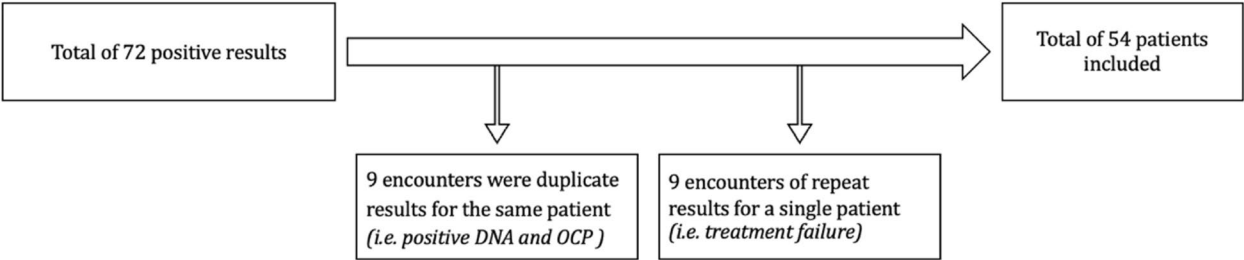 Total of 72 positive results
Total of 54 patients
included
9 encounters were duplicate
results for the same patient
(i.e. positive DNA and OCP )
9 encounters of repeat
results for a single patient
(i.e. treatment failure)